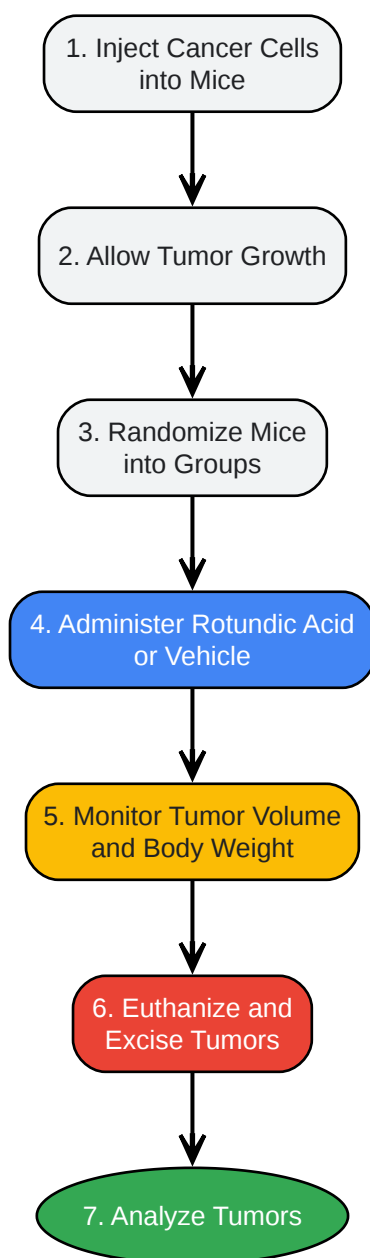 1. Inject Cancer Cells
into Mice
2. Allow Tumor Growth
3. Randomize Mice
into Groups
4. Administer Rotundic Acid
or Vehicle
5. Monitor Tumor Volume
and Body Weight
6. Euthanize and
Excise Tumors
7. Analyze Tumors